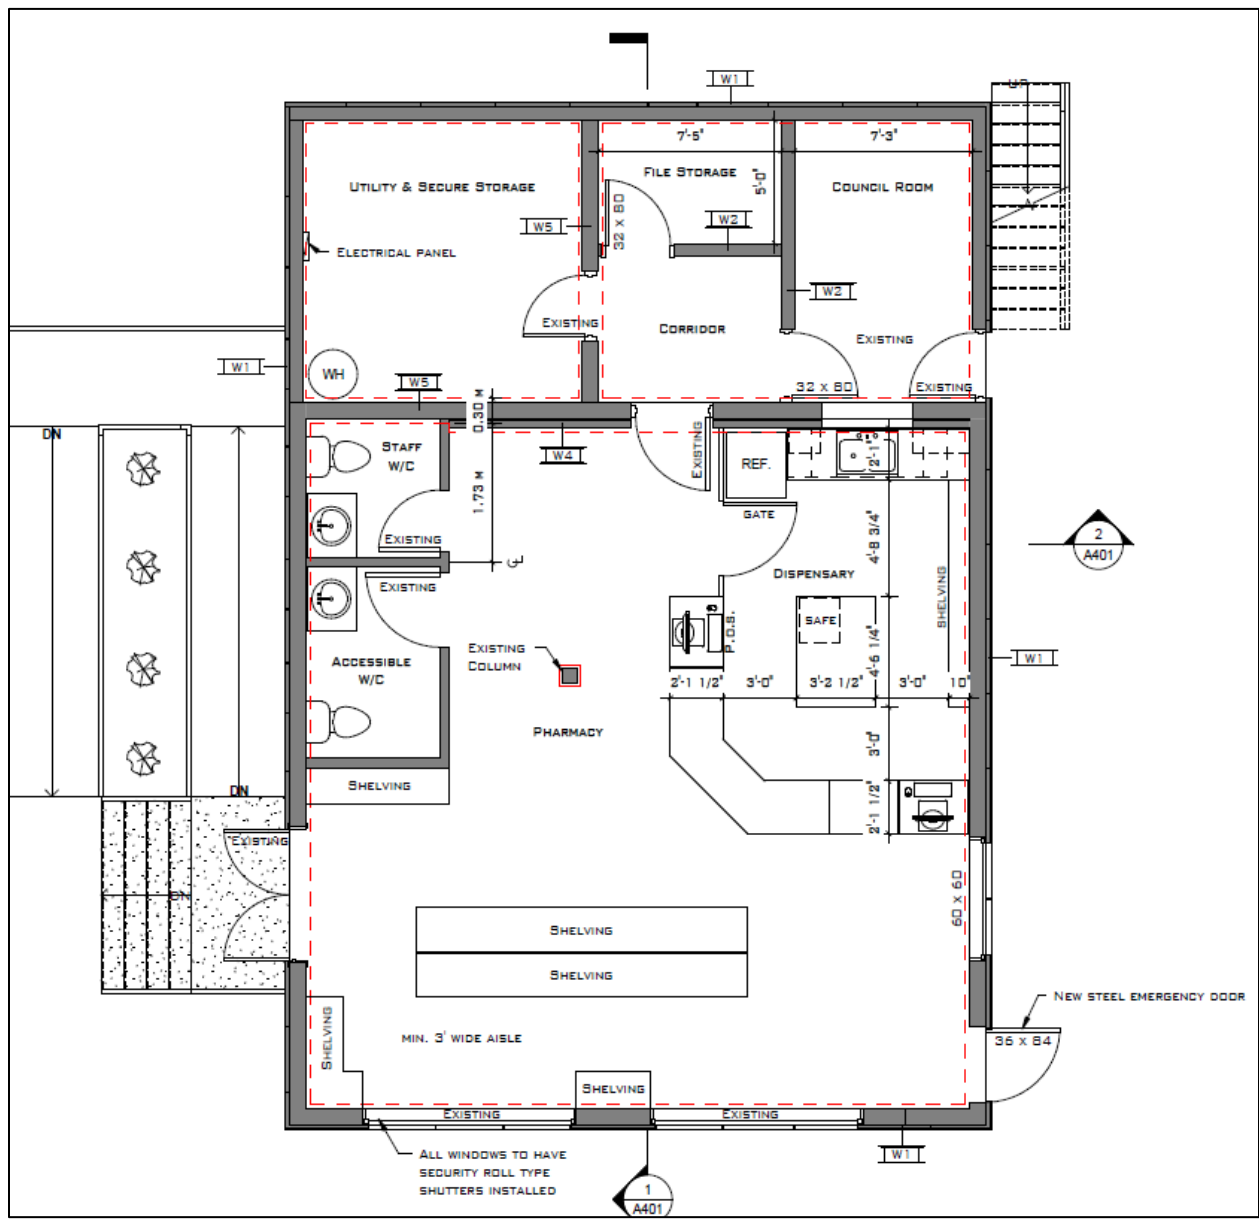 W1
UP
7'-5"
7'-3"
UTILITY & SECURE STORAGE
FILE STORAGE
5'-0"
COUNCIL ROOM
32 X 80
W5
W2
ELECTRICAL PANEL
W2
EXISTING
CORRIDOR
EXISTING
W1
WH
W5
32 X 80
EXISTING
0.30 M
DN
STAFF
W/C
W4
EXISTING
REF.
2'-1"
1.73 M
GATE
EXISTING
CL
4'-8 3/4"
2
A401
DISPENSARY
SHELVING
EXISTING
P.O.S.
SAFE
4'-6 1/4"
EXISTING
COLUMN
ACCESSIBLE
W/C
W1
2'-1 1/2"
3'-0"
3'-2 1/2"
3'-0"
10"
PHARMACY
3'-0"
SHELVING
DN
2'-1 1/2"
EXISTING
DN
60 X 60
SHELVING
SHELVING
NEW STEEL EMERGENCY DOOR
SHELVING
MIN. 3' WIDE AISLE
36 X 84
SHELVING
EXISTING
EXISTING
ALL WINDOWS TO HAVE
SECURITY ROLL TYPE
SHUTTERS INSTALLED
W1
1
A401